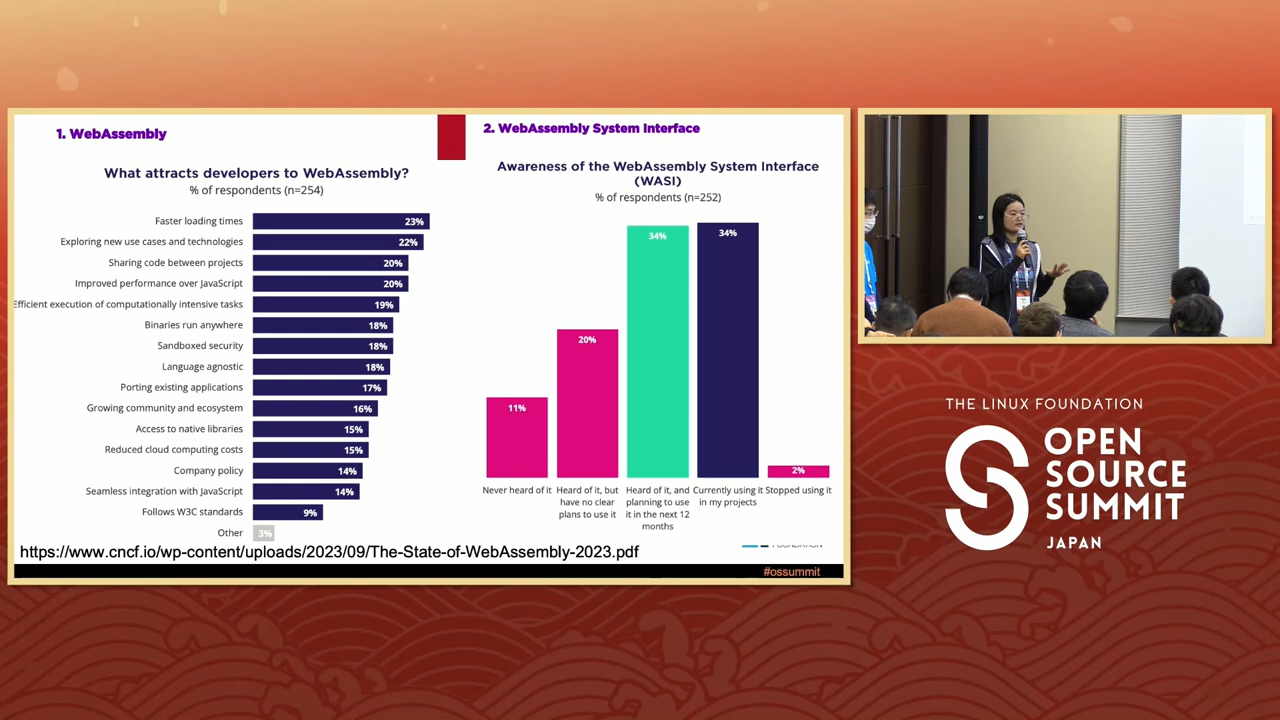 1. WebAssembly
What attracts developers to WebAssembly?
% of respondents (n=254)
Faster loading times 23%
Exploring new use cases and technologies 22%
Sharing code between projects 20%
Improved performance over JavaScript 20%
Efficient execution of computationally intensive tasks 19%
Binaries run anywhere 18%
Sandboxed security 18%
Language agnostic 18%
Porting existing applications 17%
Growing community and ecosystem 16%
Access to native libraries 15%
Reduced cloud computing costs 15%
Company policy 14%
Seamless integration with JavaScript 14%
Follows W3C standards 9%
Other 3%
2. WebAssembly System Interface
Awareness of the WebAssembly System Interface
(WASI)
% of respondents (n=252)
11%
20%
34%
34%
2%
Never heard of it
Heard of it, but
have no clear
plans to use it
Heard of it, and
planning to use
it in the next 12
months
Currently using it
in my projects
Stopped using it
https://www.cncf.io/wp-content/uploads/2023/09/The-State-of-WebAssembly-2023.pdf
#ossummit
THE LINUX FOUNDATION
OPEN
SOURCE
SUMMIT
JAPAN